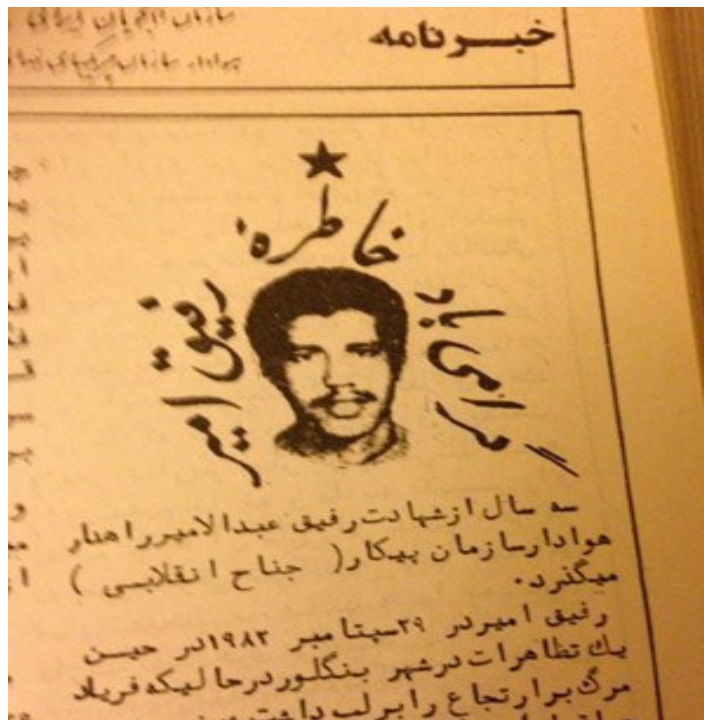 خبرنامه
گرامی باد خاطرهٔ رفیق امیر
سه سال از شهادت رفیق عبدالامیر راهدار
هوادار سازمان پیکار ( جناح انقلابی )
میگذرد.
رفیق امیر در ۲۹ سپتامبر ۱۹۸۲ در حین
یک تظاهرات در شهر بنگلور در حالیکه فریاد
مرگ بر ارتجاع را بر لب داشت